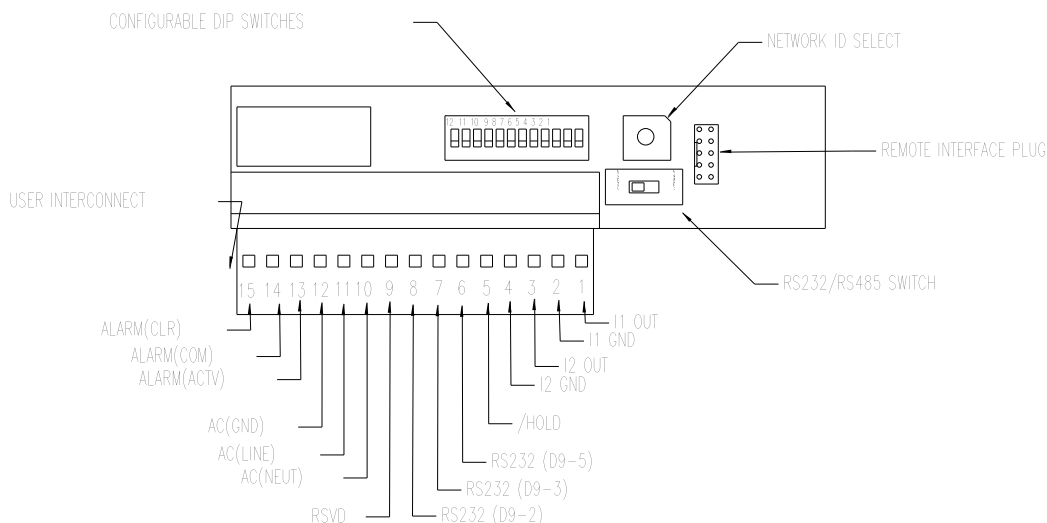 CONFIGURABLE DIP SWITCHES
NETWORK ID SELECT
12 11 10 9 8 7 6 5 4 3 2 1
REMOTE INTERFACE PLUG
USER INTERCONNECT
RS232/RS485 SWITCH
15 14 13 12 11 10 9 8 7 6 5 4 3 2 1
I1 OUT
ALARM(CLR)
I1 GND
ALARM(COM)
I2 OUT
ALARM(ACTV)
I2 GND
AC(GND)
/HOLD
AC(LINE)
RS232 (D9-5)
AC(NEUT)
RS232 (D9-3)
RSVD
RS232 (D9-2)